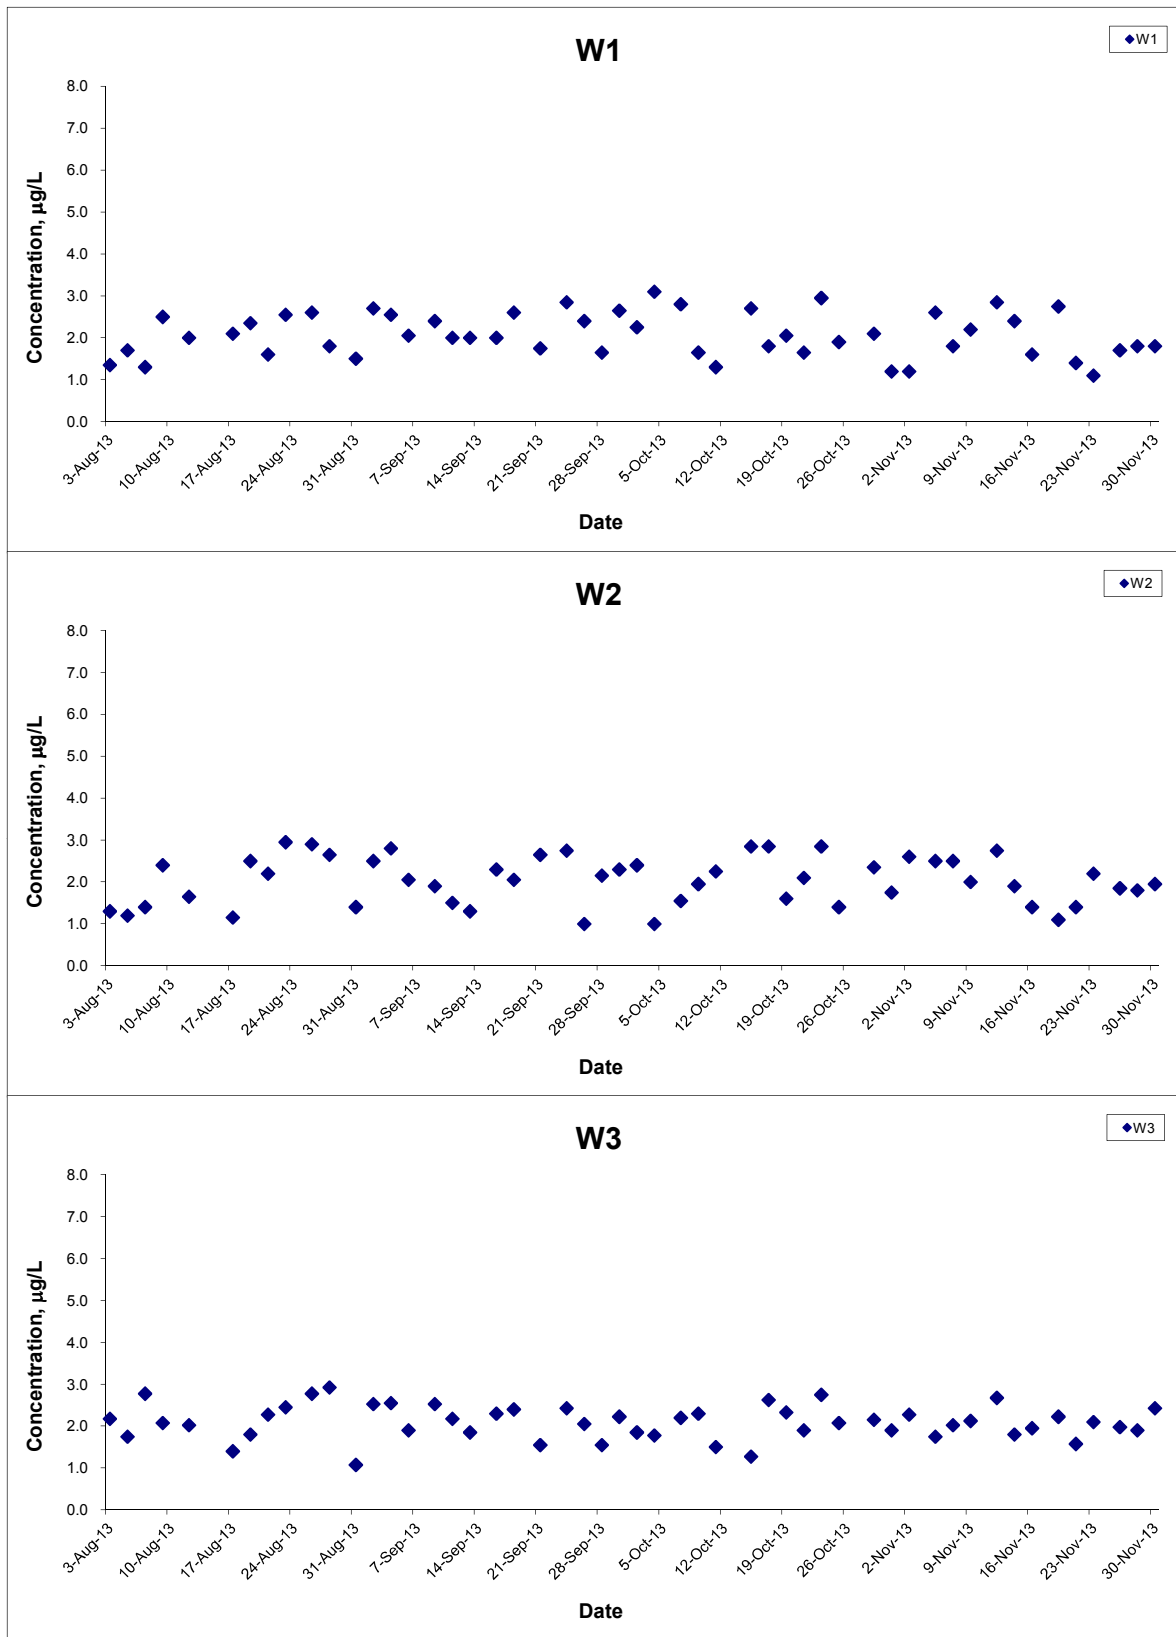 W1
W1
8.0
7.0
6.0
5.0
4.0
3.0
2.0
1.0
0.0
Concentration, µg/L
3-Aug-13
10-Aug-13
17-Aug-13
24-Aug-13
31-Aug-13
7-Sep-13
14-Sep-13
21-Sep-13
28-Sep-13
5-Oct-13
12-Oct-13
19-Oct-13
26-Oct-13
2-Nov-13
9-Nov-13
16-Nov-13
23-Nov-13
30-Nov-13
Date
W2
W2
8.0
7.0
6.0
5.0
4.0
3.0
2.0
1.0
0.0
Concentration, µg/L
3-Aug-13
10-Aug-13
17-Aug-13
24-Aug-13
31-Aug-13
7-Sep-13
14-Sep-13
21-Sep-13
28-Sep-13
5-Oct-13
12-Oct-13
19-Oct-13
26-Oct-13
2-Nov-13
9-Nov-13
16-Nov-13
23-Nov-13
30-Nov-13
Date
W3
W3
8.0
7.0
6.0
5.0
4.0
3.0
2.0
1.0
0.0
Concentration, µg/L
3-Aug-13
10-Aug-13
17-Aug-13
24-Aug-13
31-Aug-13
7-Sep-13
14-Sep-13
21-Sep-13
28-Sep-13
5-Oct-13
12-Oct-13
19-Oct-13
26-Oct-13
2-Nov-13
9-Nov-13
16-Nov-13
23-Nov-13
30-Nov-13
Date